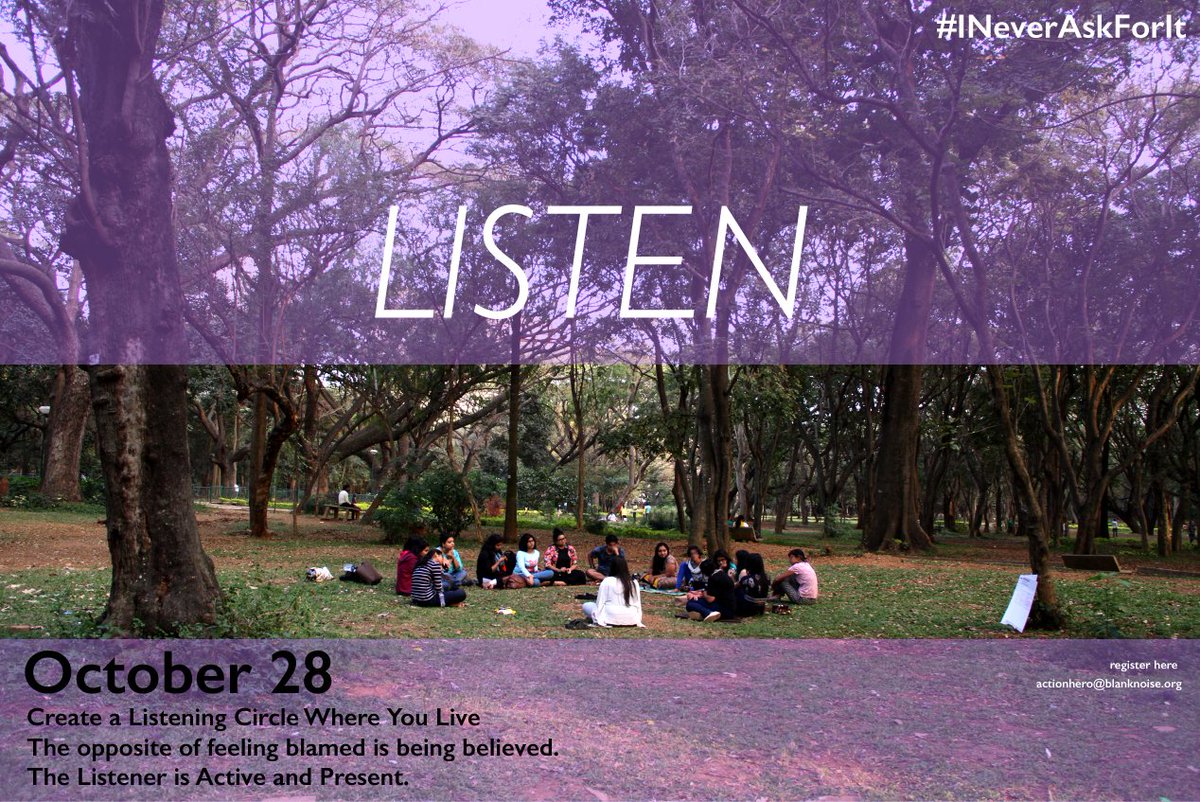 #INeverAskForIt
LISTEN
October 28
Create a Listening Circle Where You Live
The opposite of feeling blamed is being believed.
The Listener is Active and Present.
register here
actionhero@blanknoise.org